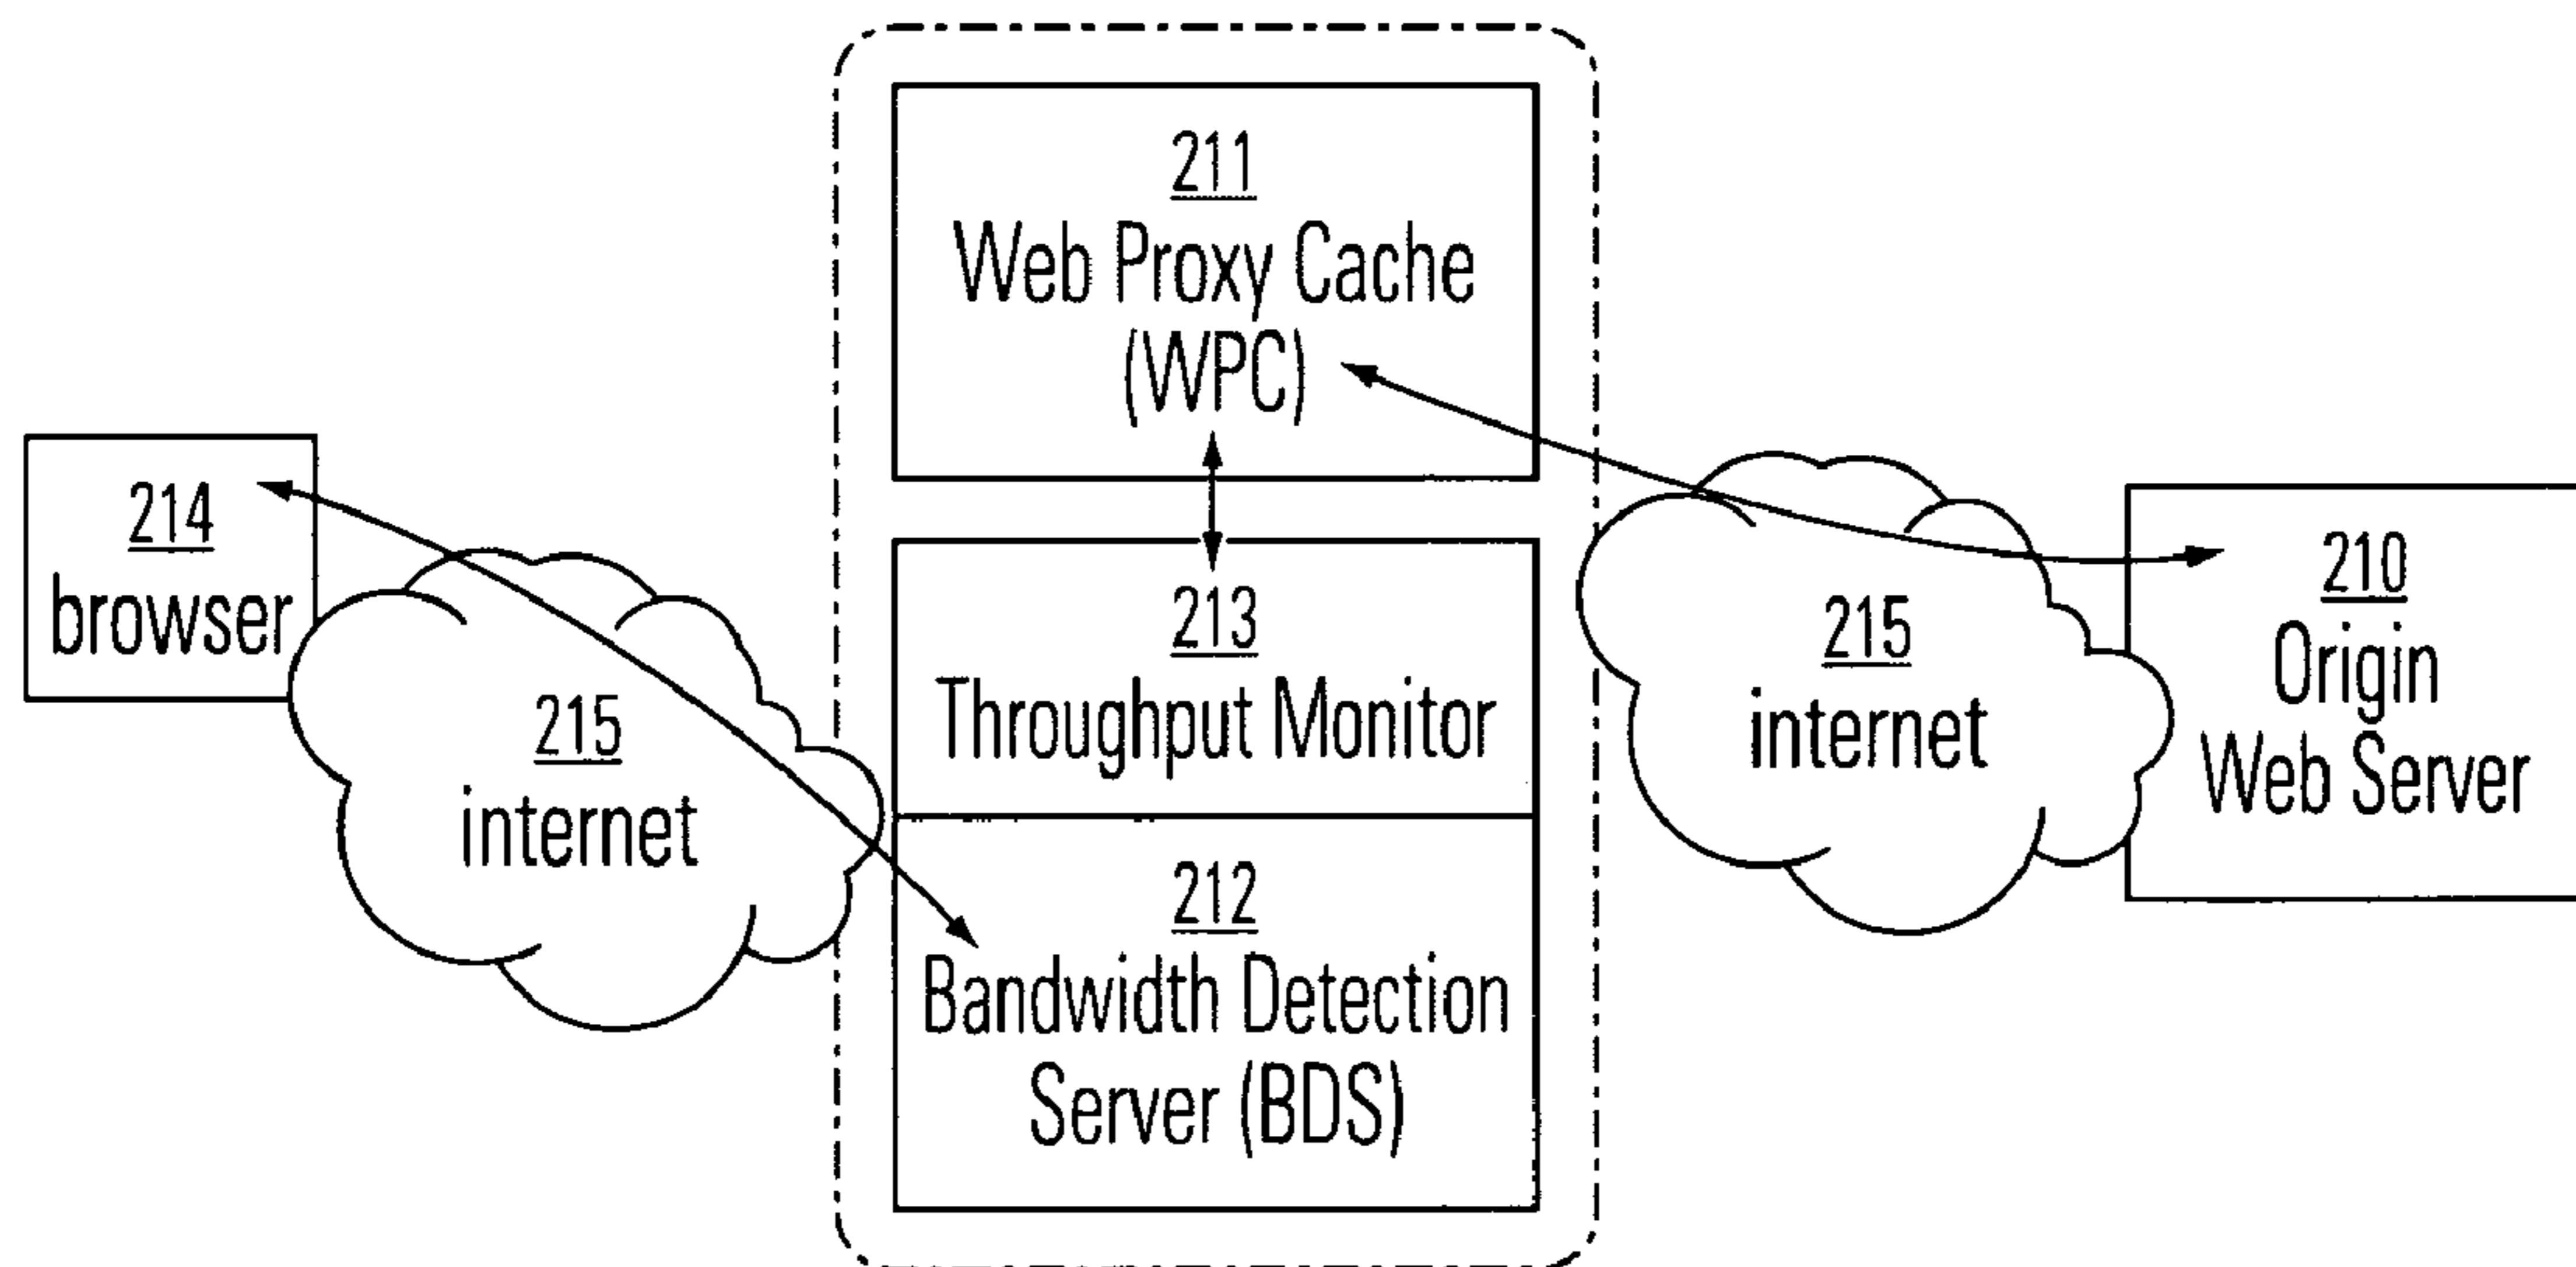 211
Web Proxy Cache
(WPC)
214
browser
215
internet
213
Throughput Monitor
212
Bandwidth Detection
Server (BDS)
215
internet
210
Origin
Web Server